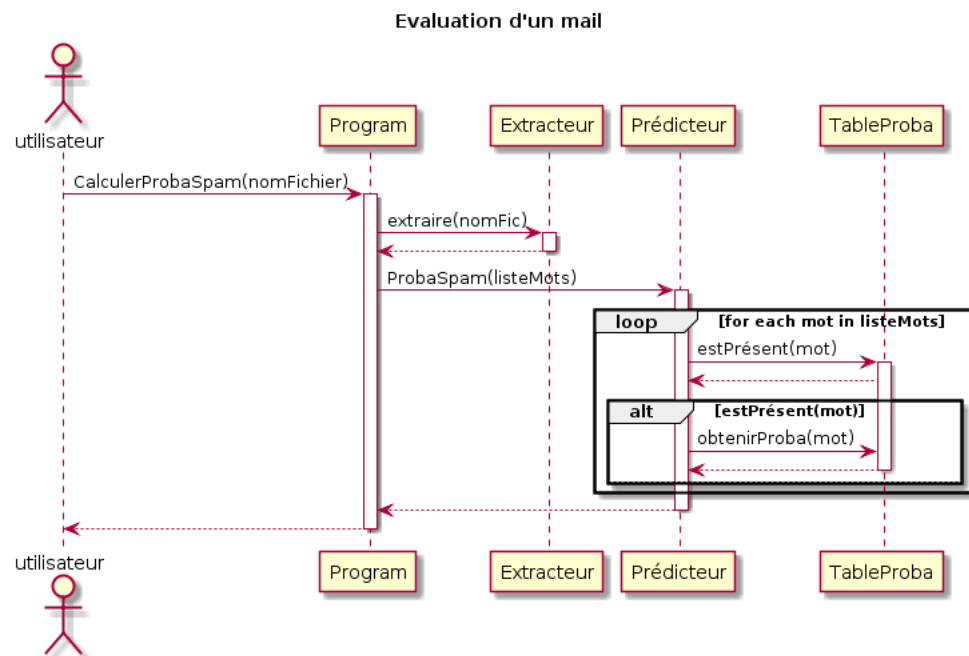 Evaluation d'un mail
utilisateur
Program
Extracteur
Prédicteur
TableProba
CalculerProbaSpam(nomFichier)
extraire(nomFic)
ProbaSpam(listeMots)
loop [for each mot in listeMots]
estPrésent(mot)
alt [estPrésent(mot)]
obtenirProba(mot)
utilisateur
Program
Extracteur
Prédicteur
TableProba